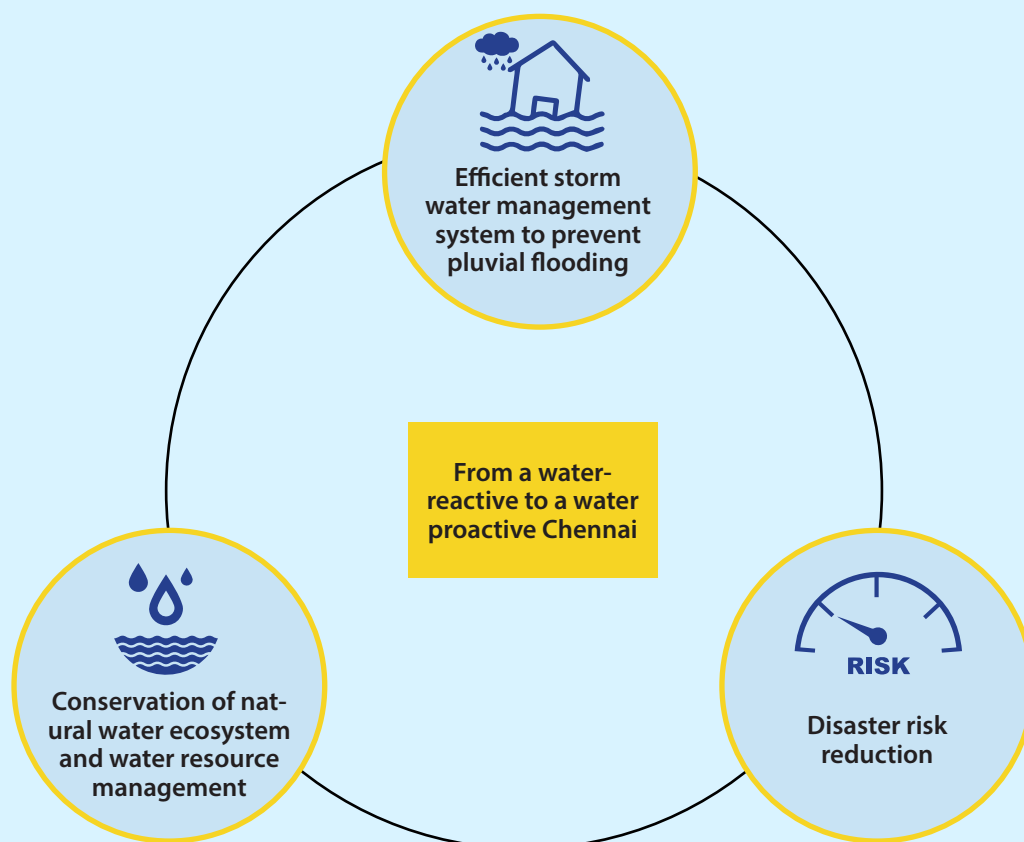 Efficient storm
water management
system to prevent
pluvial flooding
From a water-
reactive to a water
proactive Chennai
Conservation of nat-
ural water ecosystem
and water resource
management
RISK
Disaster risk
reduction